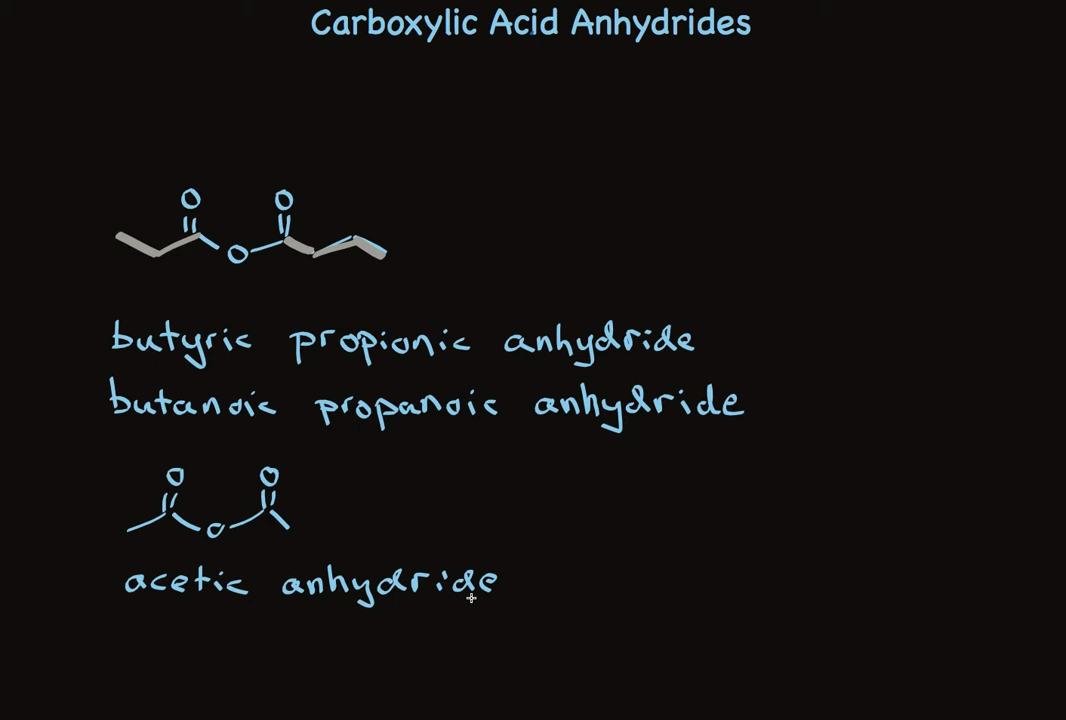 Carboxylic Acid Anhydrides
O O
O
butyric propionic anhydride
butanoic propanoic anhydride
O O
O
acetic anhydride